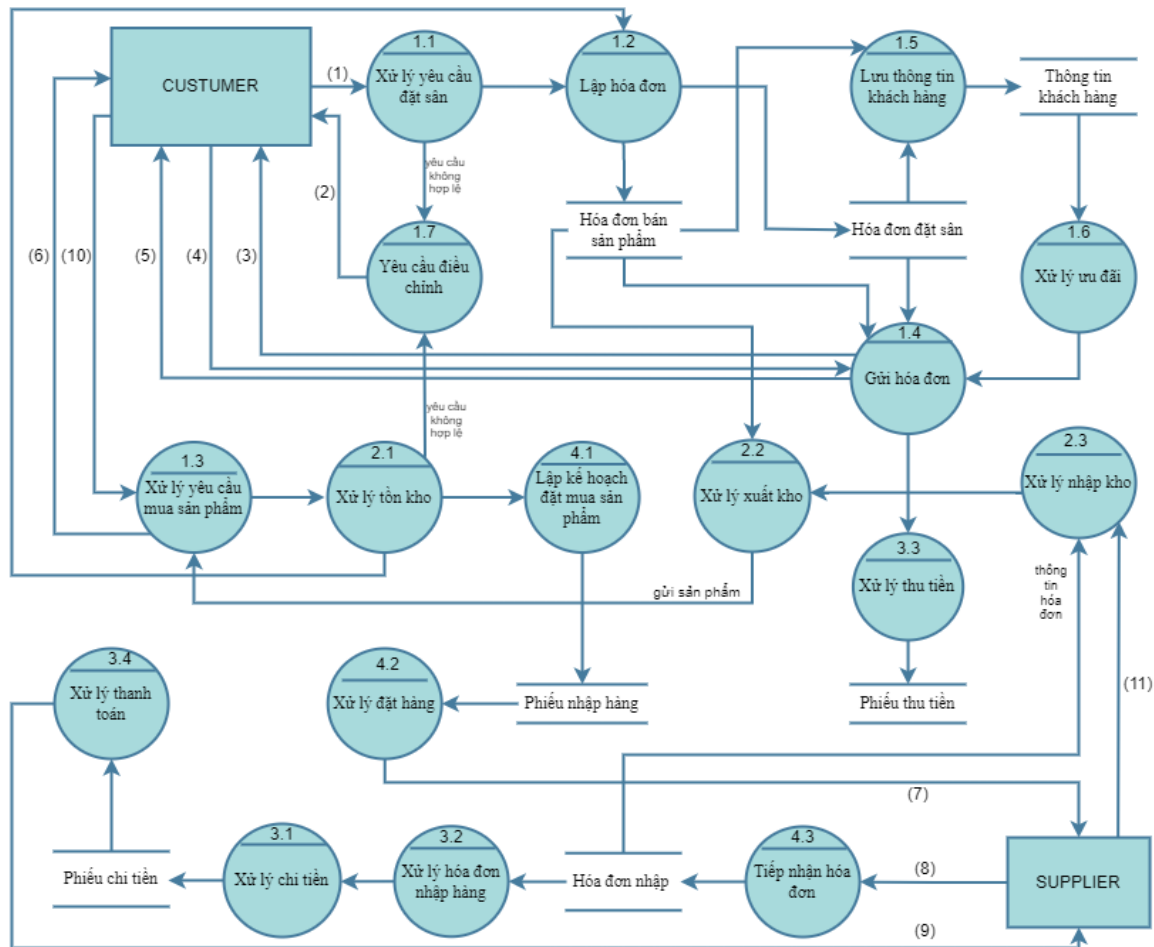 CUSTUMER
(1)
1.1
Xử lý yêu cầu
đặt sân
1.2
Lập hóa đơn
1.5
Lưu thông tin
khách hàng
Thông tin
khách hàng
yêu cầu
không
hợp lệ
(2)
1.7
Yêu cầu điều
chỉnh
Hóa đơn bán
sản phẩm
Hóa đơn đặt sân
1.6
Xử lý ưu đãi
(6)
(10)
(5)
(4)
(3)
1.4
Gửi hóa đơn
yêu cầu
không
hợp lệ
1.3
Xử lý yêu cầu
mua sản phẩm
2.1
Xử lý tồn kho
4.1
Lập kế hoạch
đặt mua sản
phẩm
2.2
Xử lý xuất kho
2.3
Xử lý nhập kho
gửi sản phẩm
3.3
Xử lý thu tiền
thông
tin
hóa
đơn
3.4
Xử lý thanh
toán
4.2
Xử lý đặt hàng
Phiếu nhập hàng
Phiếu thu tiền
(11)
(7)
Phiếu chi tiền
3.1
Xử lý chi tiền
3.2
Xử lý hóa đơn
nhập hàng
Hóa đơn nhập
4.3
Tiếp nhận hóa
đơn
(8)
SUPPLIER
(9)